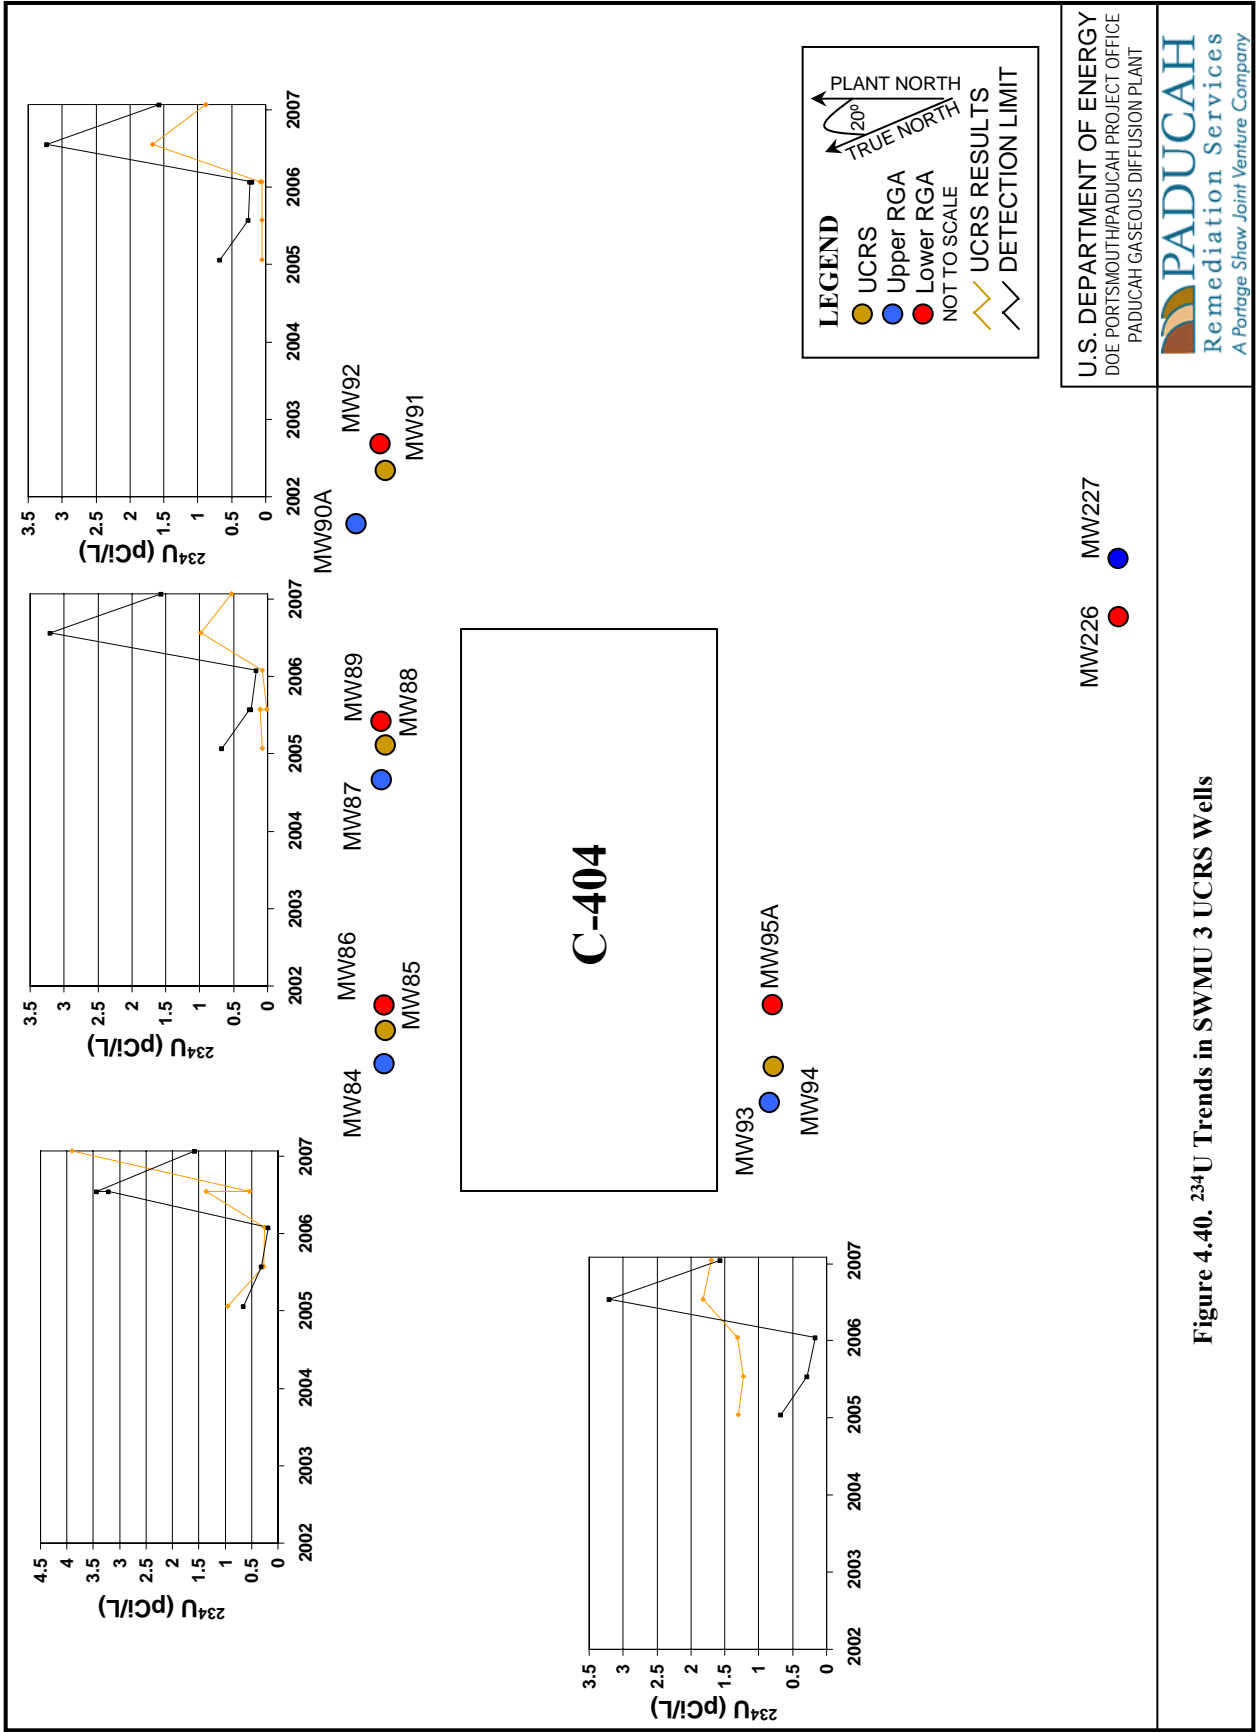 4.5
4
3.5
3
2.5
2
1.5
1
0.5
0
²³⁴U (pCi/L)
2002
2003
2004
2005
2006
2007
3.5
3
2.5
2
1.5
1
0.5
0
²³⁴U (pCi/L)
2002
2003
2004
2005
2006
2007
3.5
3
2.5
2
1.5
1
0.5
0
²³⁴U (pCi/L)
2002
2003
2004
2005
2006
2007
MW84
MW86
MW85
MW87
MW89
MW88
MW90A
MW92
MW91
C-404
3.5
3
2.5
2
1.5
1
0.5
0
²³⁴U (pCi/L)
2002
2003
2004
2005
2006
2007
MW93
MW94
MW95A
MW226
MW227
LEGEND
UCRS
Upper RGA
Lower RGA
NOT TO SCALE
UCRS RESULTS
DETECTION LIMIT
PLANT NORTH
20º
TRUE NORTH
U.S. DEPARTMENT OF ENERGY
DOE PORTSMOUTH/PADUCAH PROJECT OFFICE
PADUCAH GASEOUS DIFFUSION PLANT
Figure 4.40. ²³⁴U Trends in SWMU 3 UCRS Wells
PADUCAH
Remediation Services
A Portage Shaw Joint Venture Company